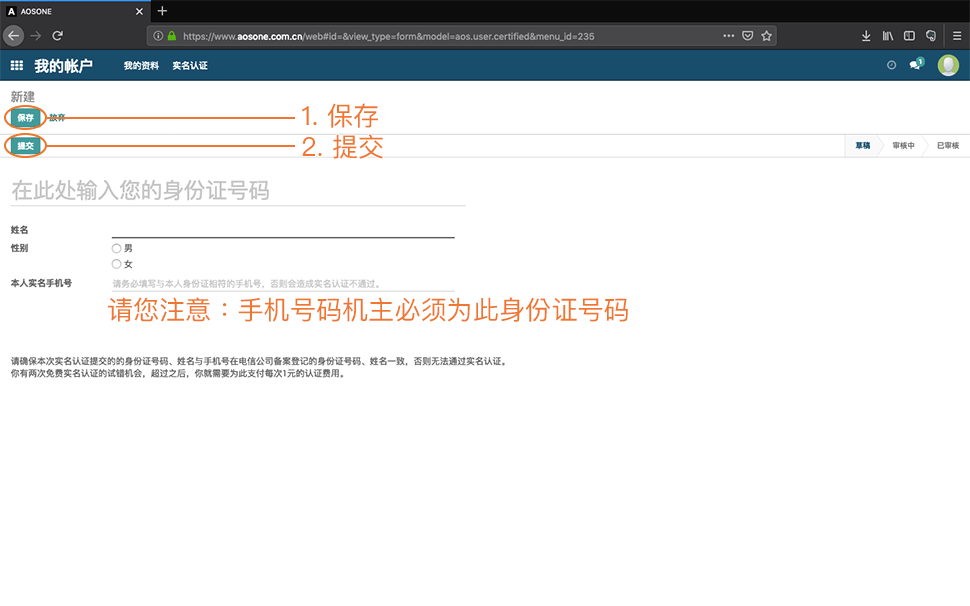 AOSONE
https://www.aosone.com.cn/web#id=&view_type=form&model=aos.user.certified&menu_id=235
我的帐户 我的资料 实名认证 1
新建
保存 放弃 1. 保存
提交 2. 提交 草稿 审核中 已审核
在此处输入您的身份证号码
姓名
性别 男
女
本人实名手机号 请务必填写与本人身份证相符的手机号，否则会造成实名认证不通过。
请您注意：手机号码机主必须为此身份证号码
请确保本次实名认证提交的的身份证号码、姓名与手机号在电信公司备案登记的身份证号码、姓名一致，否则无法通过实名认证。
你有两次免费实名认证的试错机会，超过之后，你就需要为此支付每次1元的认证费用。